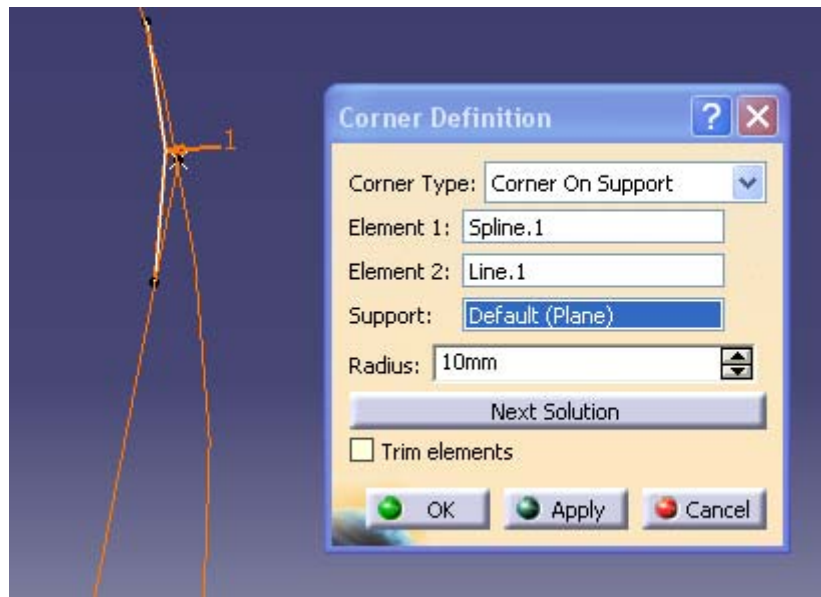 1
Corner Definition
?
Corner Type: Corner On Support
Element 1: Spline.1
Element 2: Line.1
Support: Default (Plane)
Radius: 10mm
Next Solution
Trim elements
OK Apply Cancel